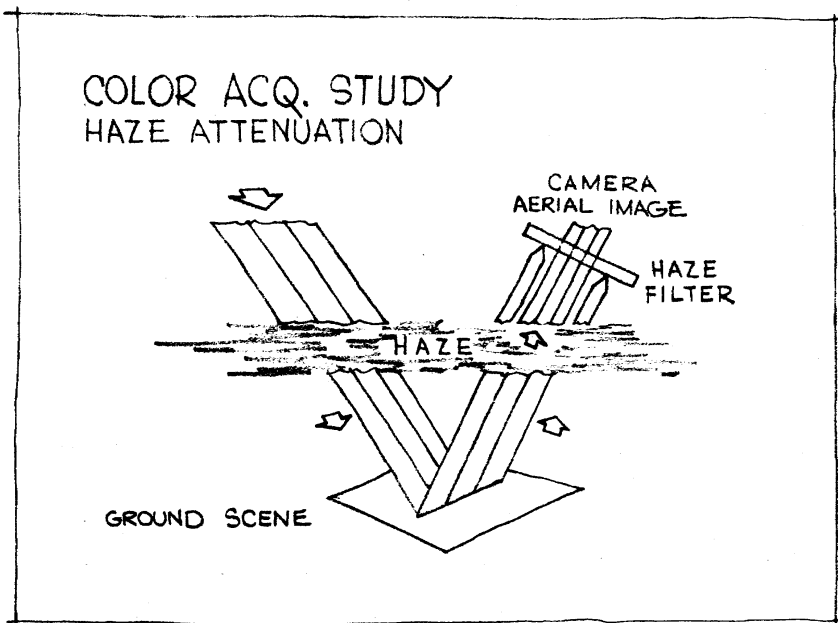 COLOR ACQ. STUDY
HAZE ATTENUATION
CAMERA
AERIAL IMAGE
HAZE
FILTER
HAZE
GROUND SCENE